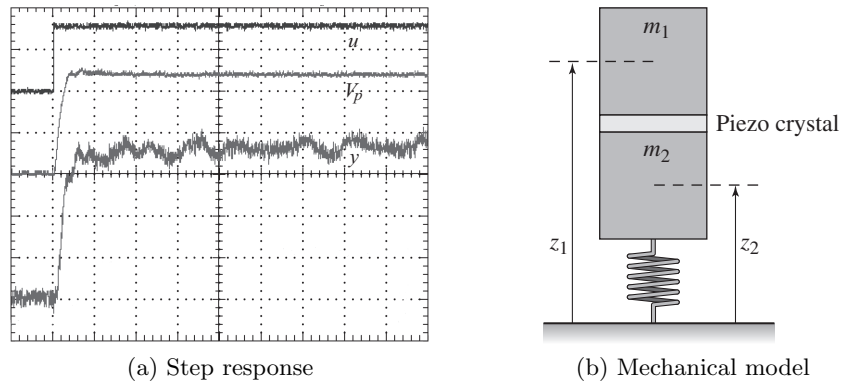 u
V_p
y
m_1
Piezo crystal
m_2
z_1
z_2
(a) Step response
(b) Mechanical model